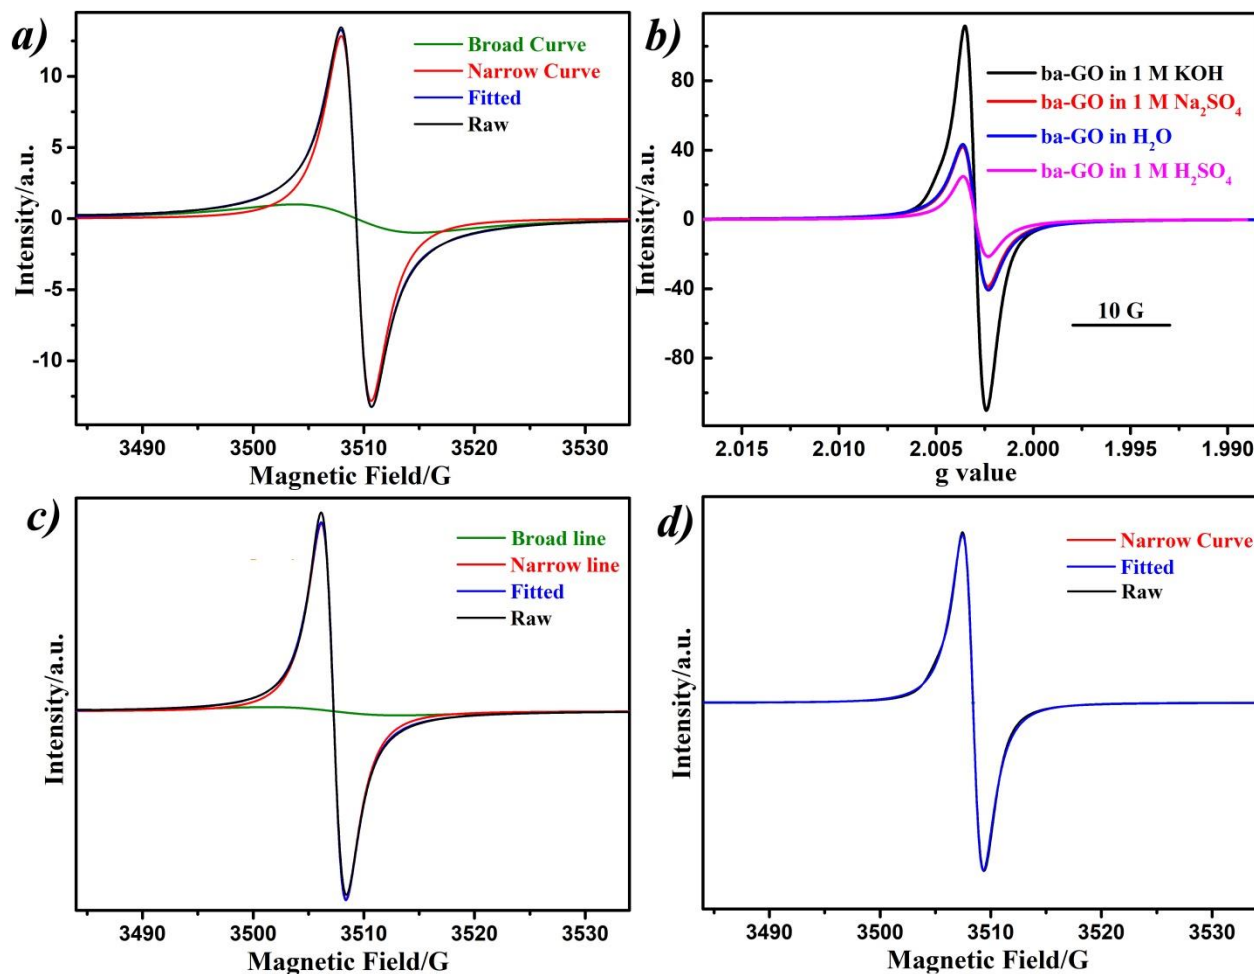 a)
Broad Curve
Narrow Curve
Fitted
Raw
10
5
0
-5
-10
Intensity/a.u.
3490 3500 3510 3520 3530
Magnetic Field/G
b)
ba-GO in 1 M KOH
ba-GO in 1 M Na₂SO₄
ba-GO in H₂O
ba-GO in 1 M H₂SO₄
80
40
0
-40
-80
Intensity/a.u.
10 G
2.015 2.010 2.005 2.000 1.995 1.990
g value
c)
Broad line
Narrow line
Fitted
Raw
Intensity/a.u.
3490 3500 3510 3520 3530
Magnetic Field/G
d)
Narrow Curve
Fitted
Raw
Intensity/a.u.
3490 3500 3510 3520 3530
Magnetic Field/G